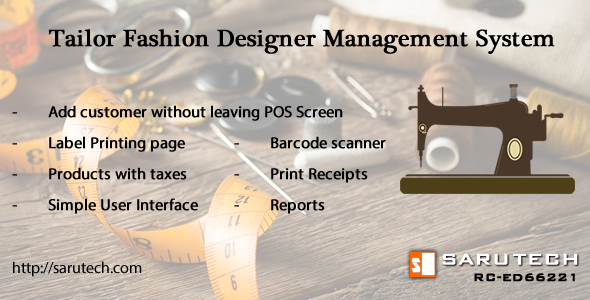 Tailor Fashion Designer Management System
- Add customer without leaving POS Screen
- Label Printing page - Barcode scanner
- Products with taxes - Print Receipts
- Simple User Interface - Reports
http://sarutech.com
SARUTECH
RC-ED66221